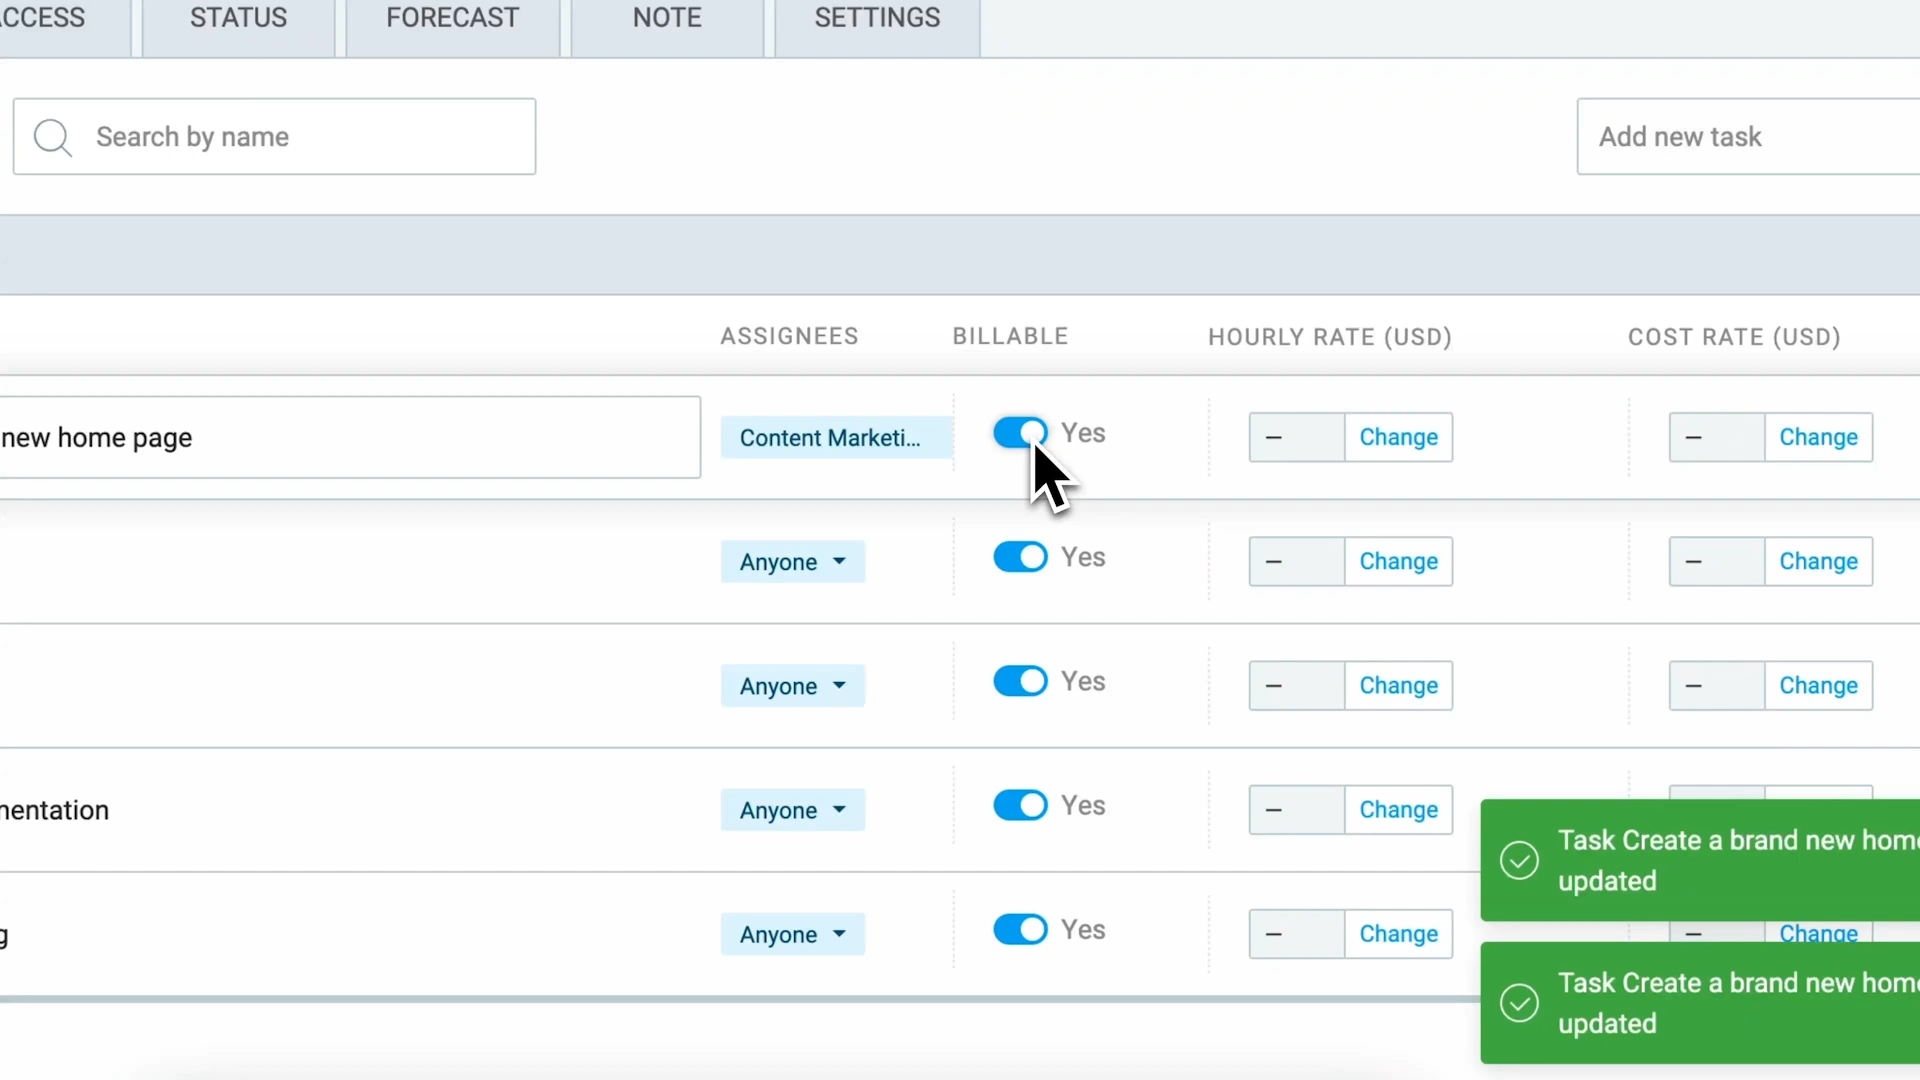 CCESS STATUS FORECAST NOTE SETTINGS
Search by name Add new task
ASSIGNEES BILLABLE HOURLY RATE (USD) COST RATE (USD)
new home page Content Marketi... Yes – Change – Change
Anyone Yes – Change – Change
Anyone Yes – Change – Change
nentation Anyone Yes – Change
Task Create a brand new home
updated
g Anyone Yes – Change – Change
Task Create a brand new home
updated